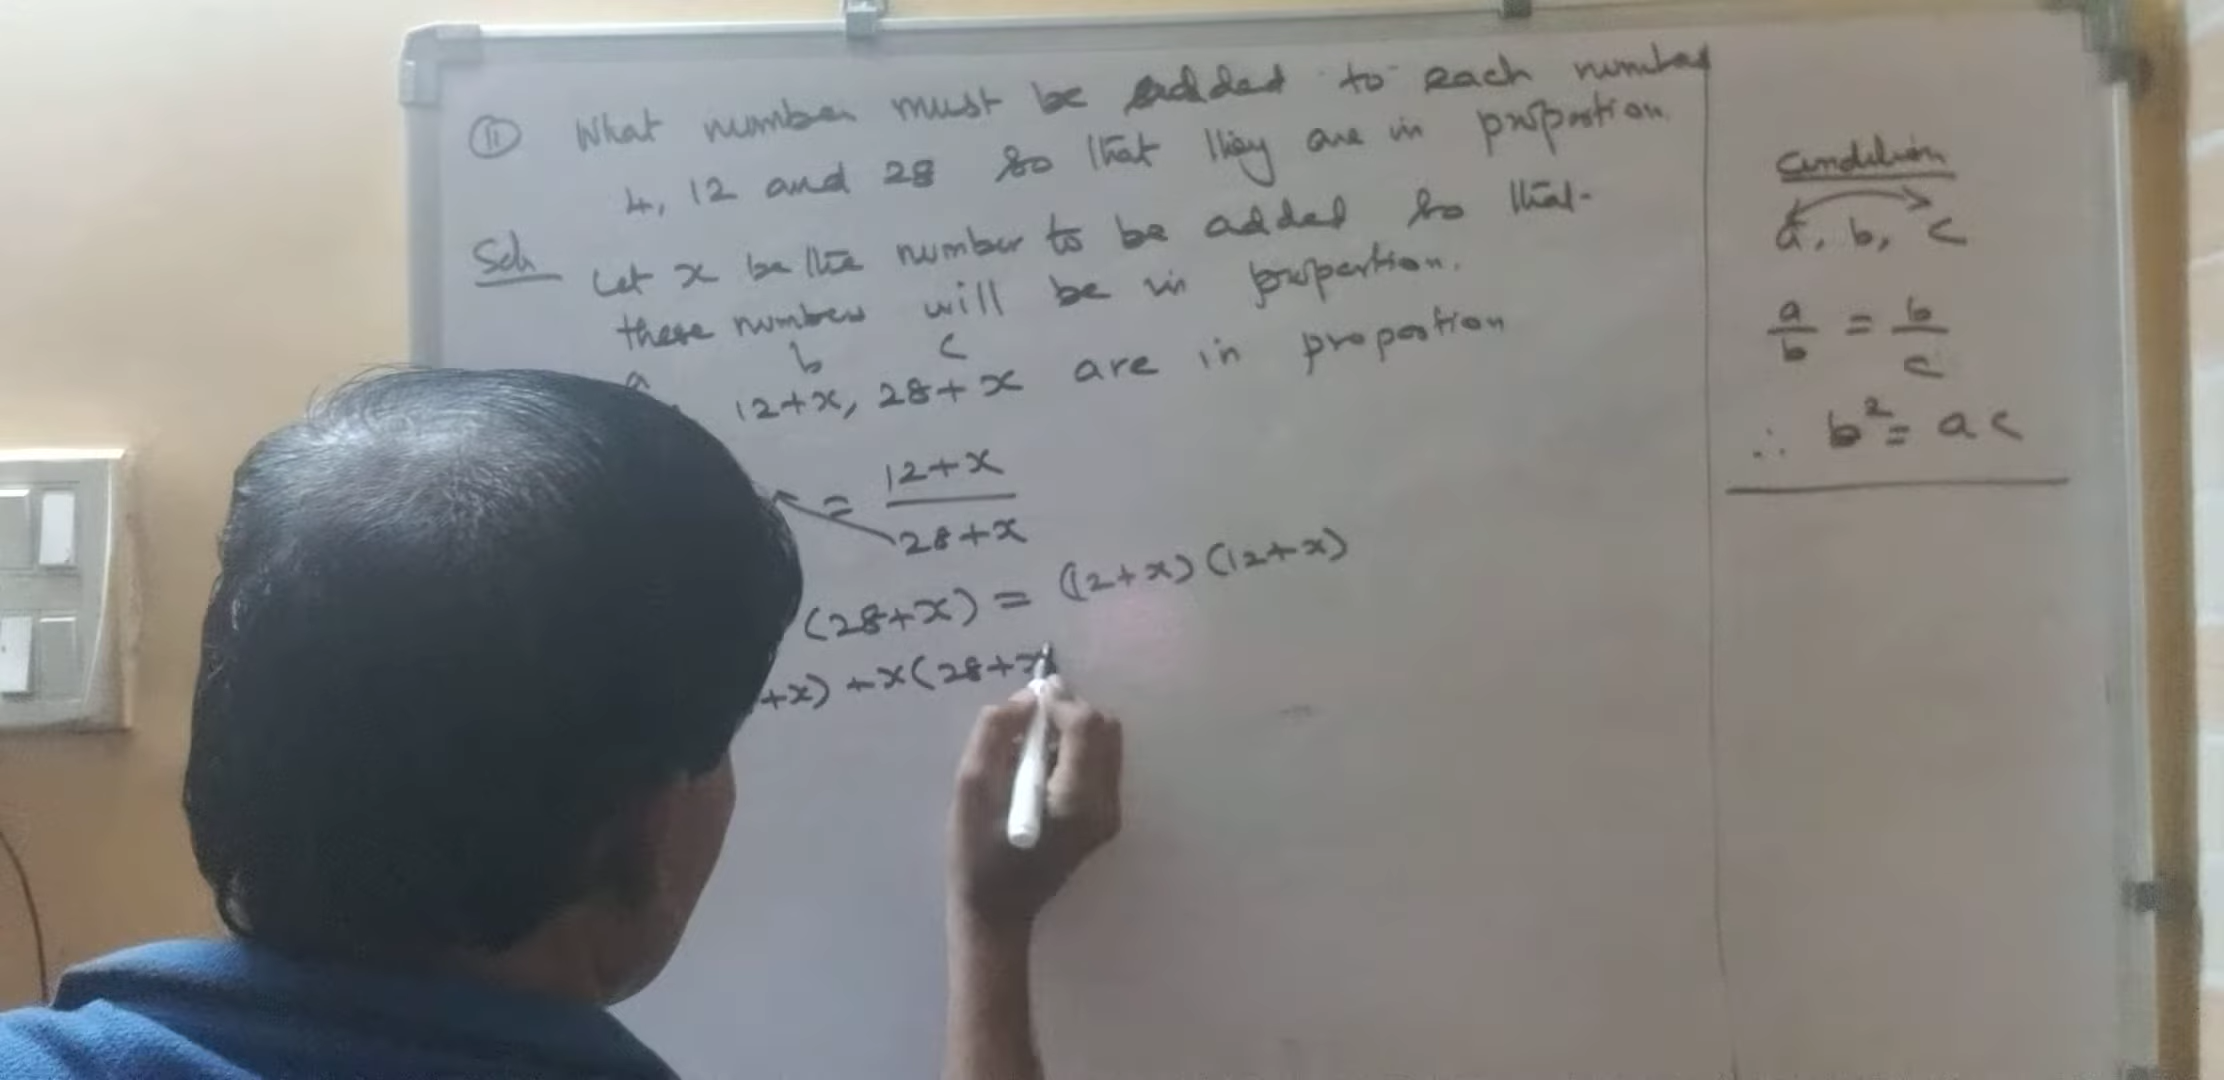 11 What number must be added to each number
4, 12 and 28 so that they are in proportion.
Soln Let x be the number to be added so that
these numbers will be in proportion.
a b c
12+x, 28+x are in proportion
= 12+x
28+x
(28+x) = (12+x)(12+x)
+x) + x(28+x
Condition
a, b, c
a/b = b/c
∴ b² = ac